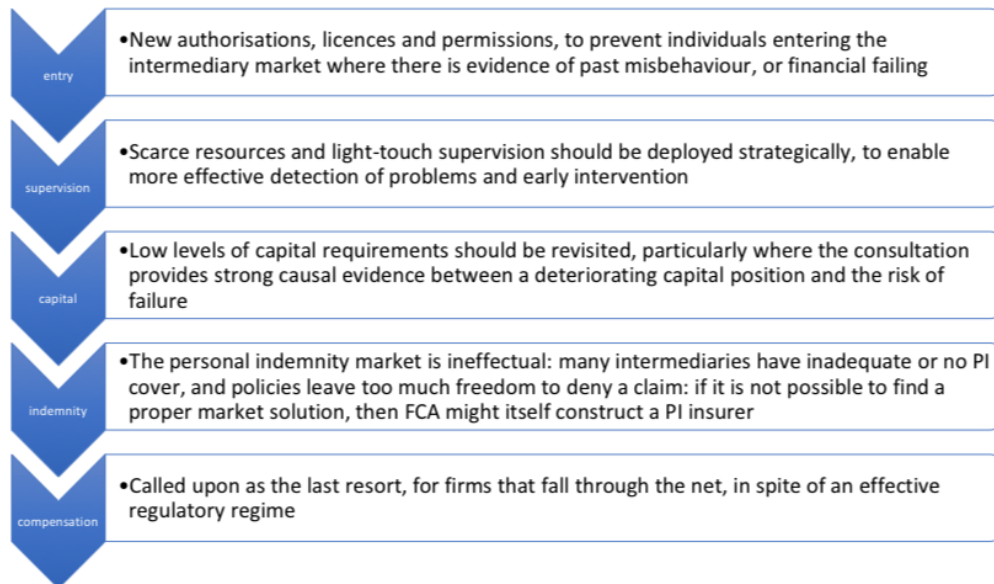 entry
•New authorisations, licences and permissions, to prevent individuals entering the
intermediary market where there is evidence of past misbehaviour, or financial failing
supervision
•Scarce resources and light-touch supervision should be deployed strategically, to enable
more effective detection of problems and early intervention
capital
•Low levels of capital requirements should be revisited, particularly where the consultation
provides strong causal evidence between a deteriorating capital position and the risk of
failure
indemnity
•The personal indemnity market is ineffectual: many intermediaries have inadequate or no PI
cover, and policies leave too much freedom to deny a claim: if it is not possible to find a
proper market solution, then FCA might itself construct a PI insurer
compensation
•Called upon as the last resort, for firms that fall through the net, in spite of an effective
regulatory regime